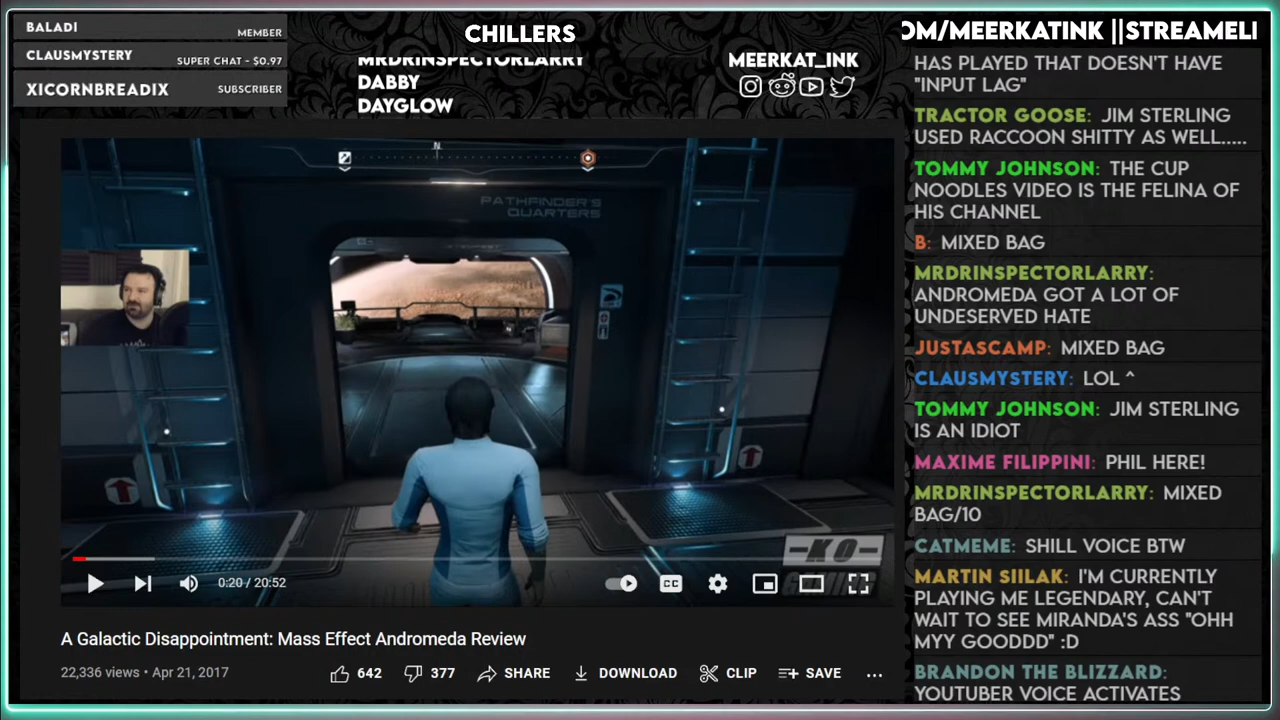 BALADI
MEMBER
CLAUSMYSTERY
SUPER CHAT - $0.97
XICORNBREADIX
SUBSCRIBER
CHILLERS
MRDRINSPECTORLARRY
DABBY
DAYGLOW
MEERKAT_INK
OM/MEERKATINK ||STREAMELI
N
PATHFINDER'S
QUARTERS
-KO-
GAMING
0:20 / 20:52
CC
A Galactic Disappointment: Mass Effect Andromeda Review
22,336 views • Apr 21, 2017
642
377
SHARE
DOWNLOAD
CLIP
SAVE
HAS PLAYED THAT DOESN'T HAVE
"INPUT LAG"
TRACTOR GOOSE: JIM STERLING
USED RACCOON SHITTY AS WELL.....
TOMMY JOHNSON: THE CUP
NOODLES VIDEO IS THE FELINA OF
HIS CHANNEL
B: MIXED BAG
MRDRINSPECTORLARRY:
ANDROMEDA GOT A LOT OF
UNDESERVED HATE
JUSTASCAMP: MIXED BAG
CLAUSMYSTERY: LOL ^
TOMMY JOHNSON: JIM STERLING
IS AN IDIOT
MAXIME FILIPPINI: PHIL HERE!
MRDRINSPECTORLARRY: MIXED
BAG/10
CATMEME: SHILL VOICE BTW
MARTIN SIILAK: I'M CURRENTLY
PLAYING ME LEGENDARY, CAN'T
WAIT TO SEE MIRANDA'S ASS "OHH
MYY GOODDD" :D
BRANDON THE BLIZZARD:
YOUTUBER VOICE ACTIVATES